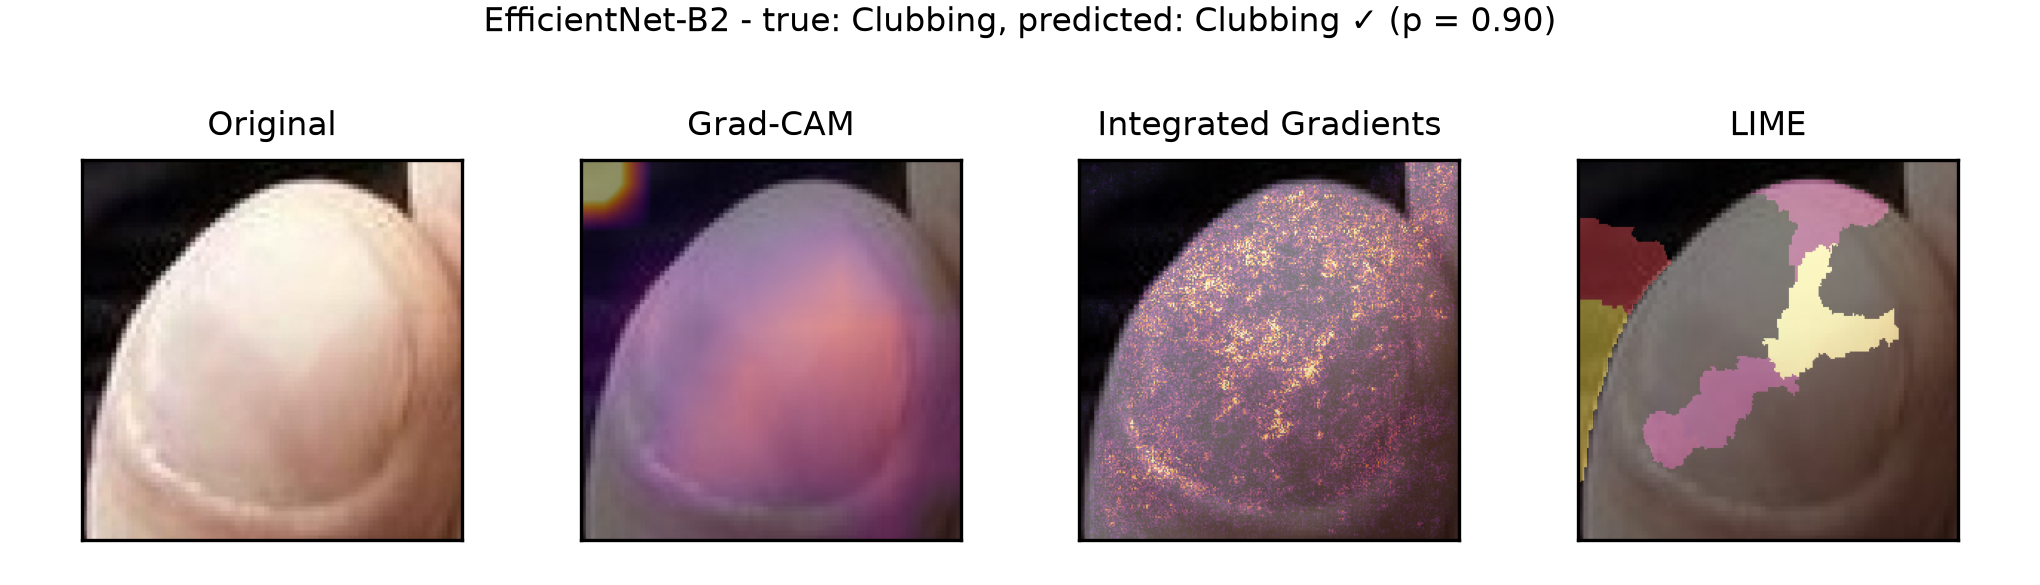 EfficientNet-B2 - true: Clubbing, predicted: Clubbing ✓ (p = 0.90)
Original
Grad-CAM
Integrated Gradients
LIME